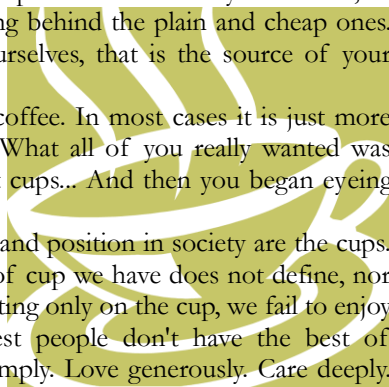 ng behind the plain and cheap ones.
urselves, that is the source of your
coffee. In most cases it is just more
What all of you really wanted was
t cups... And then you began eyeing
and position in society are the cups.
of cup we have does not define, nor
ting only on the cup, we fail to enjoy
est people don't have the best of
mply. Love generously. Care deeply.